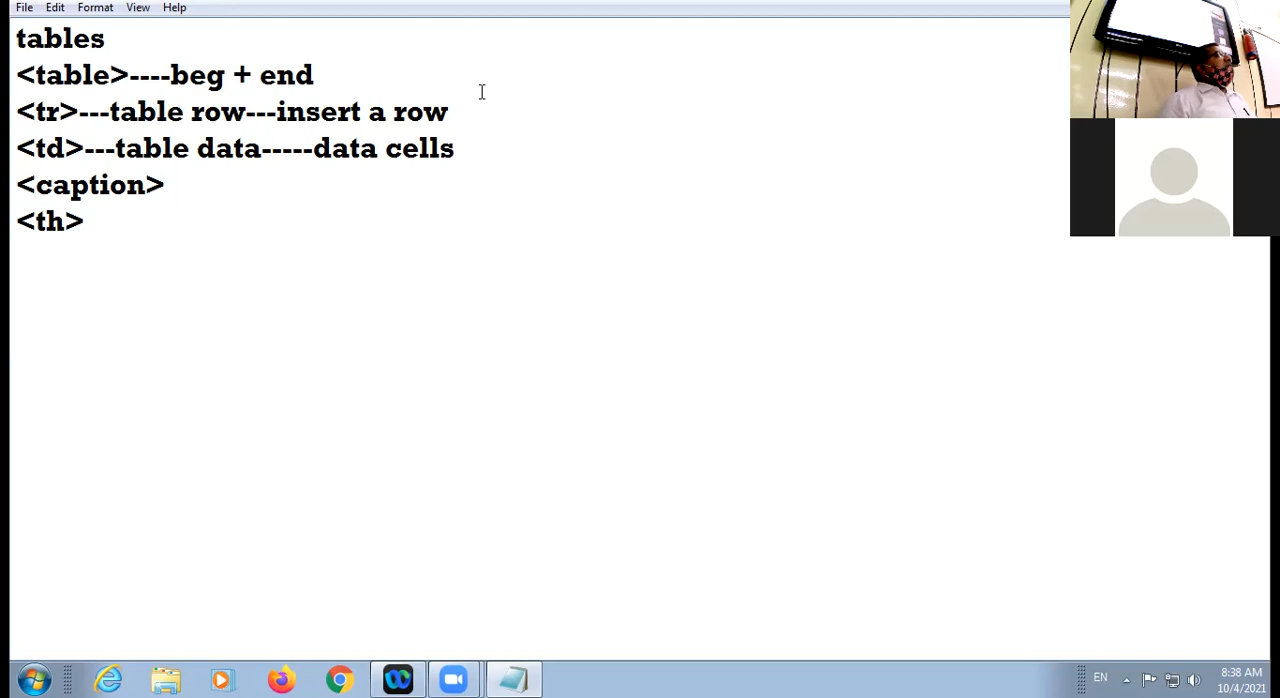 File Edit Format View Help
tables
<table>----beg + end
<tr>---table row---insert a row
<td>---table data-----data cells
<caption>
<th>
EN
8:38 AM
10/4/2021